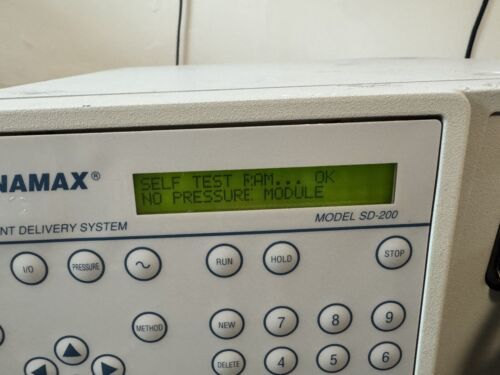 NAMAX®
SELF TEST RAM... OK
NO PRESSURE MODULE
NT DELIVERY SYSTEM
MODEL SD-200
I/O
PRESSURE
RUN
HOLD
STOP
METHOD
NEW
7
8
9
DELETE
4
5
6